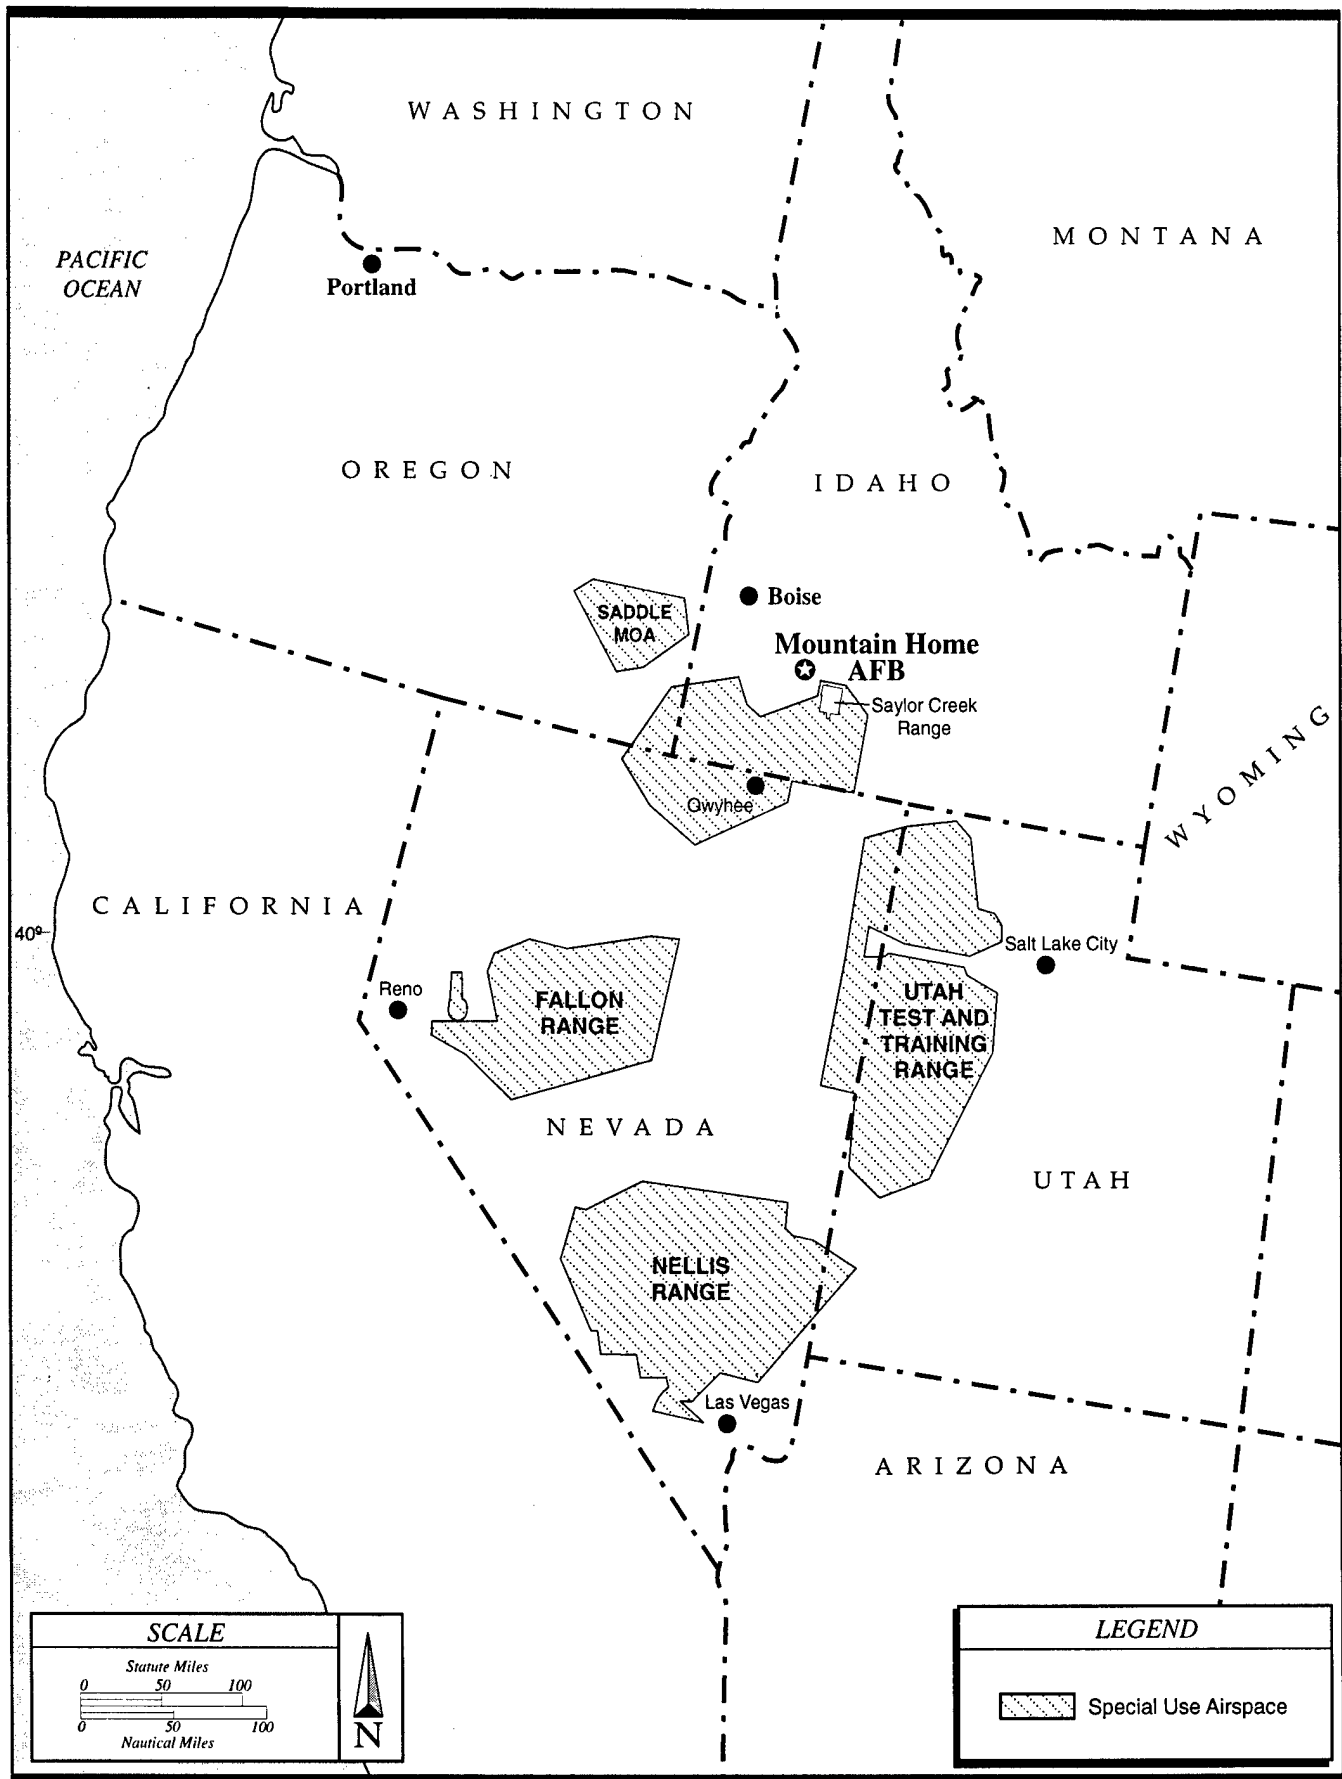 WASHINGTON
MONTANA
PACIFIC
OCEAN
Portland
OREGON
IDAHO
Boise
SADDLE
MOA
Mountain Home
AFB
Saylor Creek
Range
WYOMING
Owyhee
CALIFORNIA
40°
Salt Lake City
Reno
FALLON
RANGE
UTAH
TEST AND
TRAINING
RANGE
NEVADA
UTAH
NELLIS
RANGE
Las Vegas
ARIZONA
SCALE
Statute Miles
0 50 100
0 50 100
Nautical Miles
N
LEGEND
Special Use Airspace